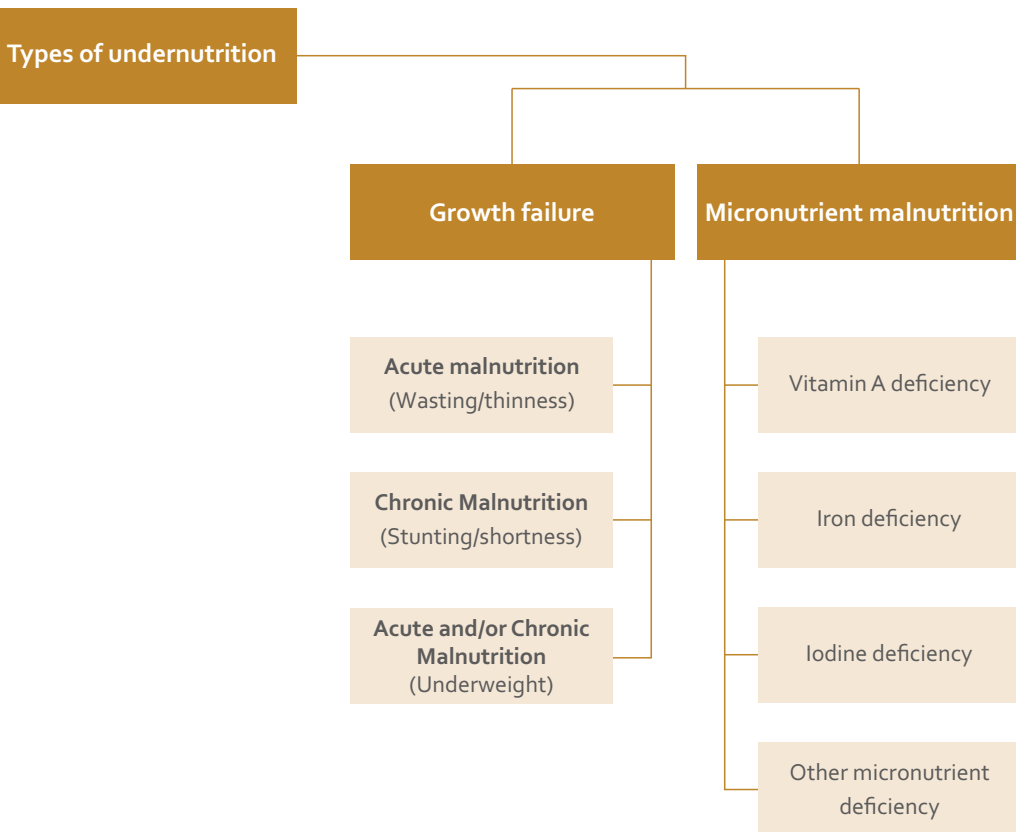 Types of undernutrition
Growth failure
Micronutrient malnutrition
Acute malnutrition
(Wasting/thinness)
Chronic Malnutrition
(Stunting/shortness)
Acute and/or Chronic
Malnutrition
(Underweight)
Vitamin A deficiency
Iron deficiency
Iodine deficiency
Other micronutrient
deficiency